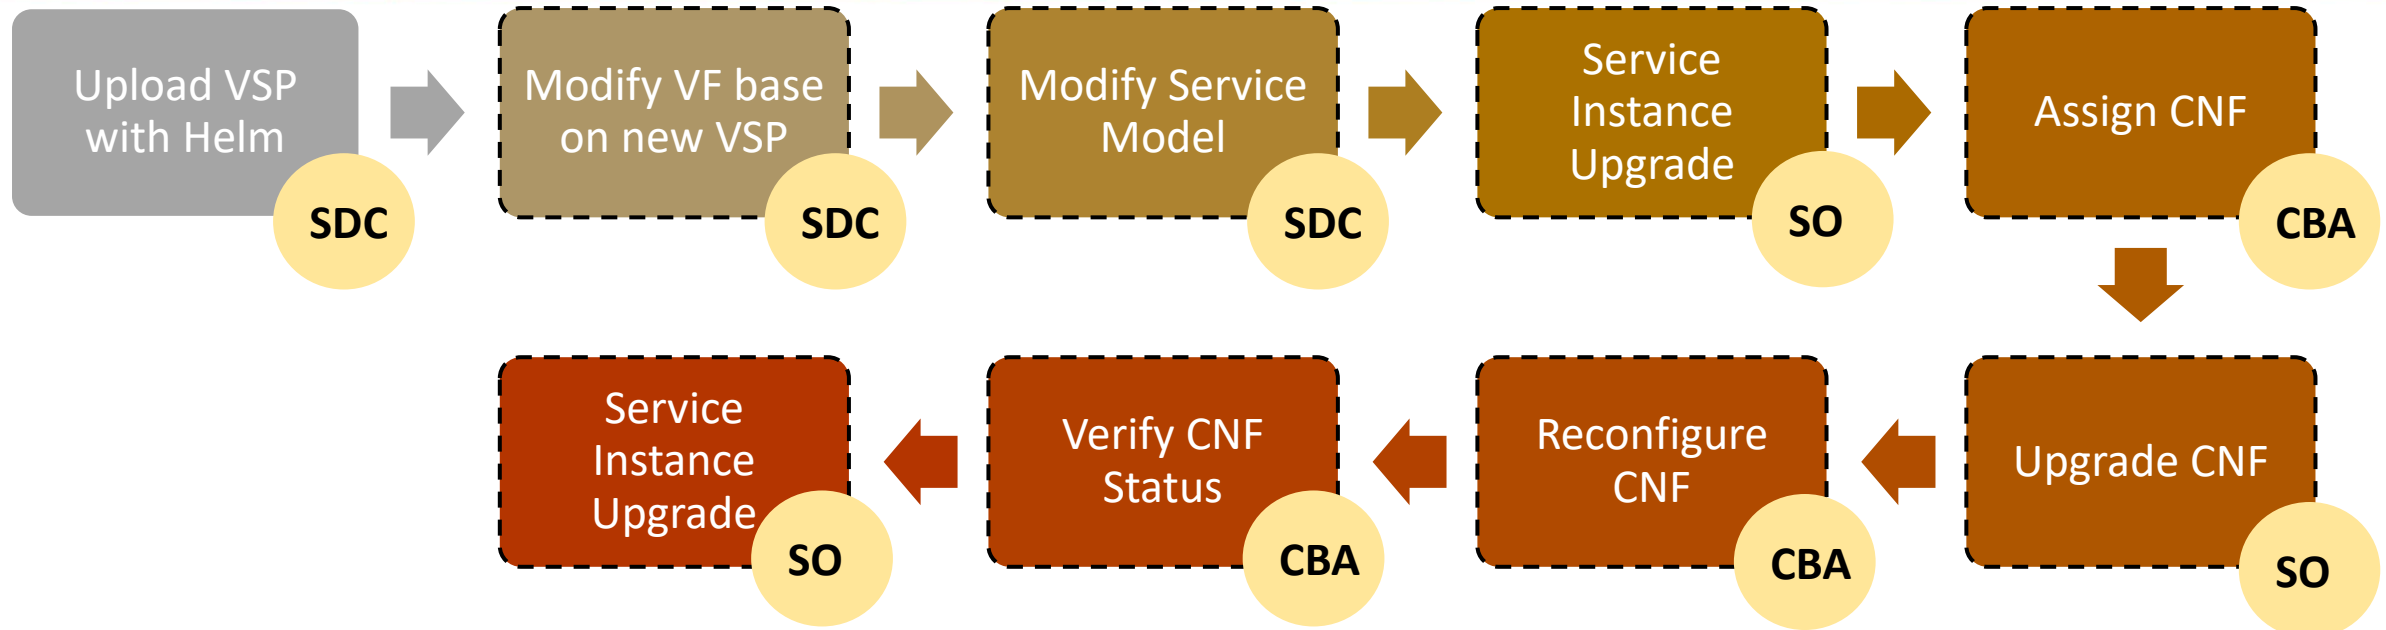 Upload VSP
with Helm
SDC
Modify VF base
on new VSP
SDC
Modify Service
Model
SDC
Service
Instance
Upgrade
SO
Assign CNF
CBA
Upgrade CNF
SO
Reconfigure
CNF
CBA
Verify CNF
Status
CBA
Service
Instance
Upgrade
SO